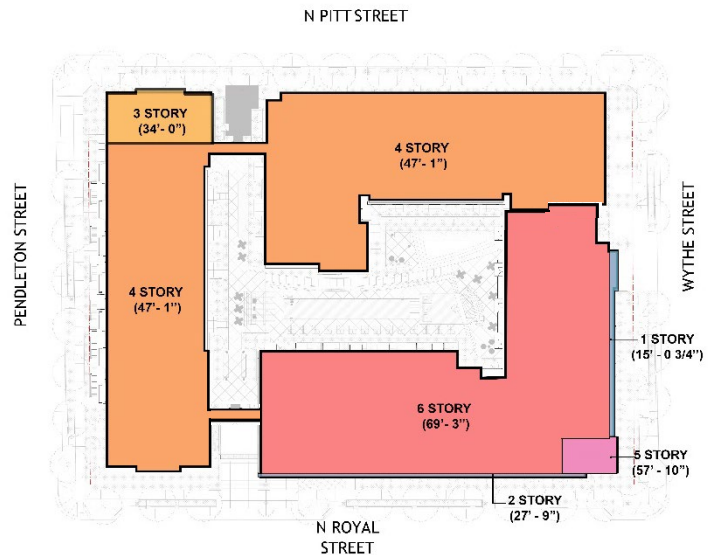 N PITT STREET
3 STORY
(34'- 0")
4 STORY
(47'- 1")
PENDLETON STREET
WYTHE STREET
4 STORY
(47'- 1")
1 STORY
(15' - 0 3/4")
6 STORY
(69'- 3")
5 STORY
(57' - 10")
2 STORY
(27' - 9")
N ROYAL
STREET